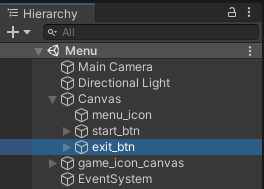 Hierarchy
All
Menu
Main Camera
Directional Light
Canvas
menu_icon
start_btn
exit_btn
game_icon_canvas
EventSystem